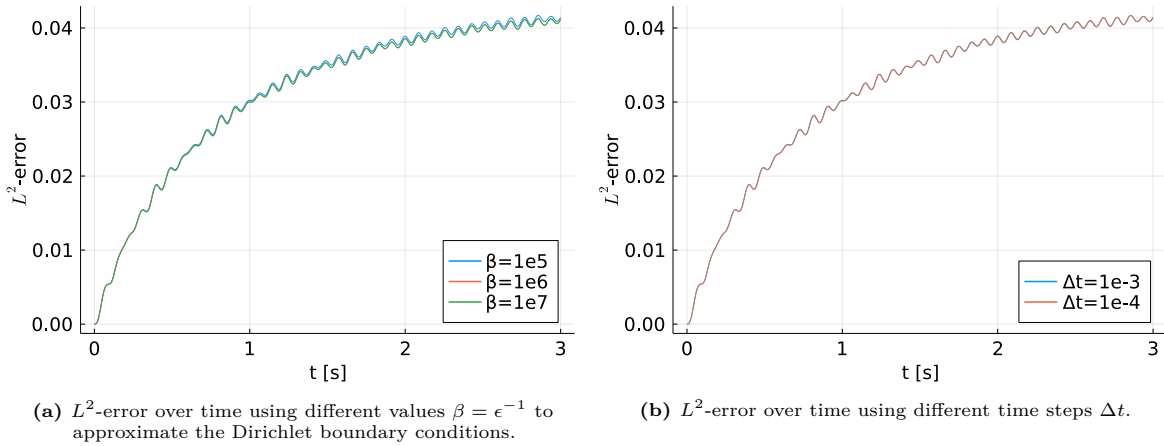 0.04
0.03
0.02
0.01
0.00
L²-error
β=1e5
β=1e6
β=1e7
0
1
2
3
t [s]
(a) L²-error over time using different values β = ϵ⁻¹ to
approximate the Dirichlet boundary conditions.
0.04
0.03
0.02
0.01
0.00
L²-error
Δt=1e-3
Δt=1e-4
0
1
2
3
t [s]
(b) L²-error over time using different time steps Δt.